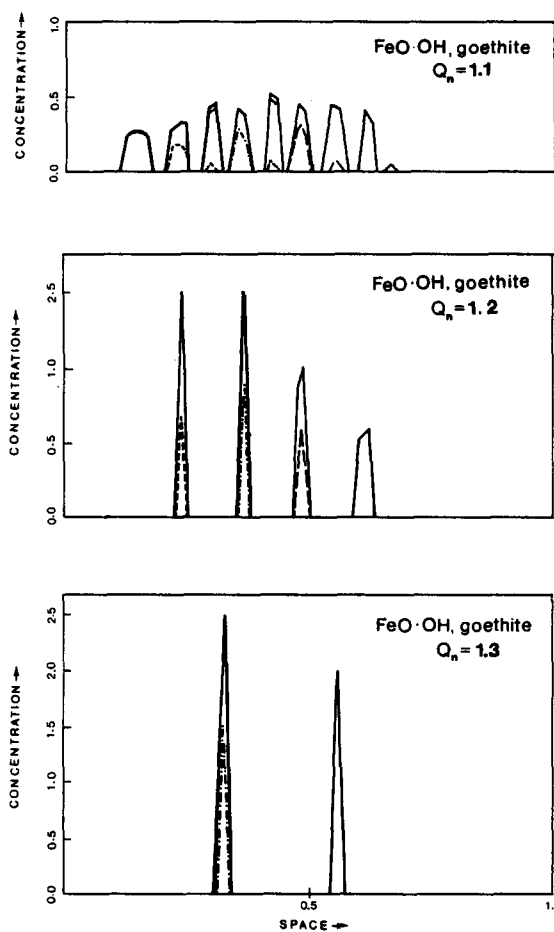 CONCENTRATION→
1.0
0.5
0.0
FeO·OH, goethite
Qn=1.1
CONCENTRATION→
2.5
1.0
0.5
0.0
FeO·OH, goethite
Qn=1.2
CONCENTRATION→
2.5
2.0
1.5
1.0
0.5
0.0
FeO·OH, goethite
Qn=1.3
0.5
1.
SPACE→